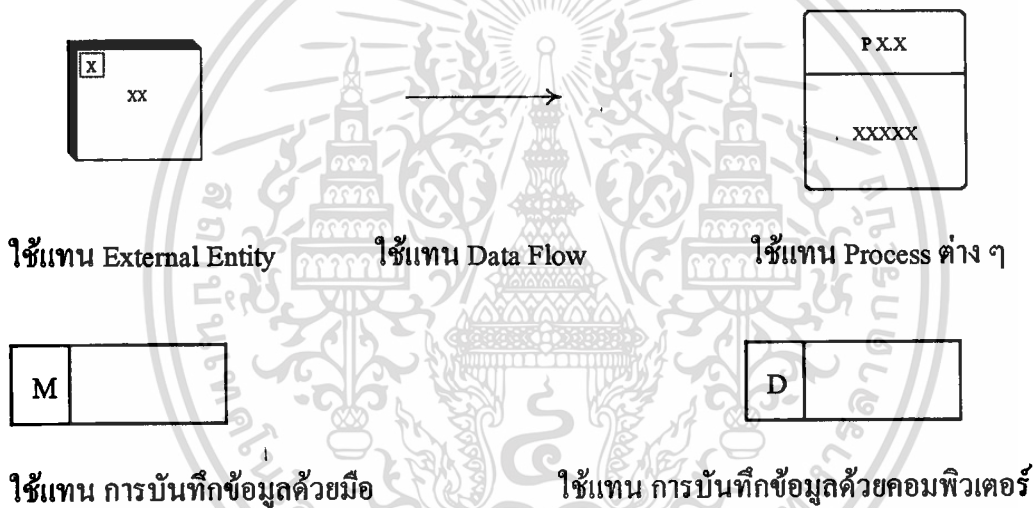 X
XX
P X.X
XXXXX
ใช้แทน External Entity
ใช้แทน Data Flow
ใช้แทน Process ต่าง ๆ
M
D
ใช้แทน การบันทึกข้อมูลด้วยมือ
ใช้แทน การบันทึกข้อมูลด้วยคอมพิวเตอร์